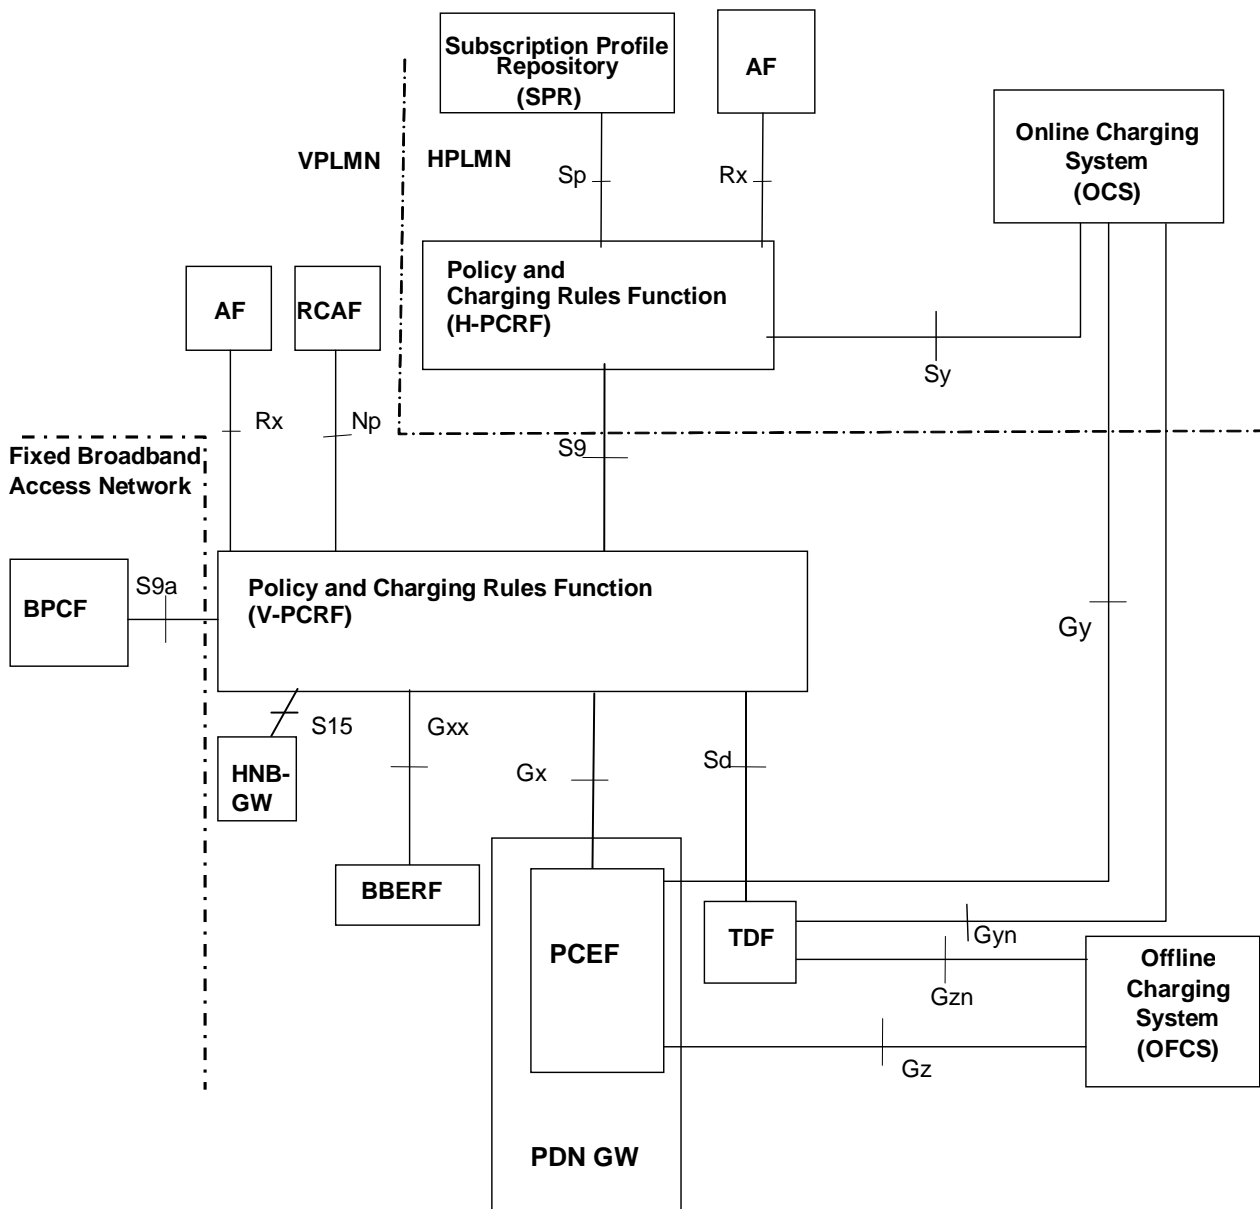 Subscription Profile
Repository
(SPR)
AF
Online Charging
System
(OCS)
VPLMN
HPLMN
Sp
Rx
Policy and
Charging Rules Function
(H-PCRF)
AF
RCAF
Sy
Rx
Np
S9
Fixed Broadband
Access Network
Policy and Charging Rules Function
(V-PCRF)
S9a
BPCF
Gy
S15
Gxx
Gx
Sd
HNB-
GW
BBERF
PCEF
TDF
Gyn
Gzn
Offline
Charging
System
(OFCS)
Gz
PDN GW